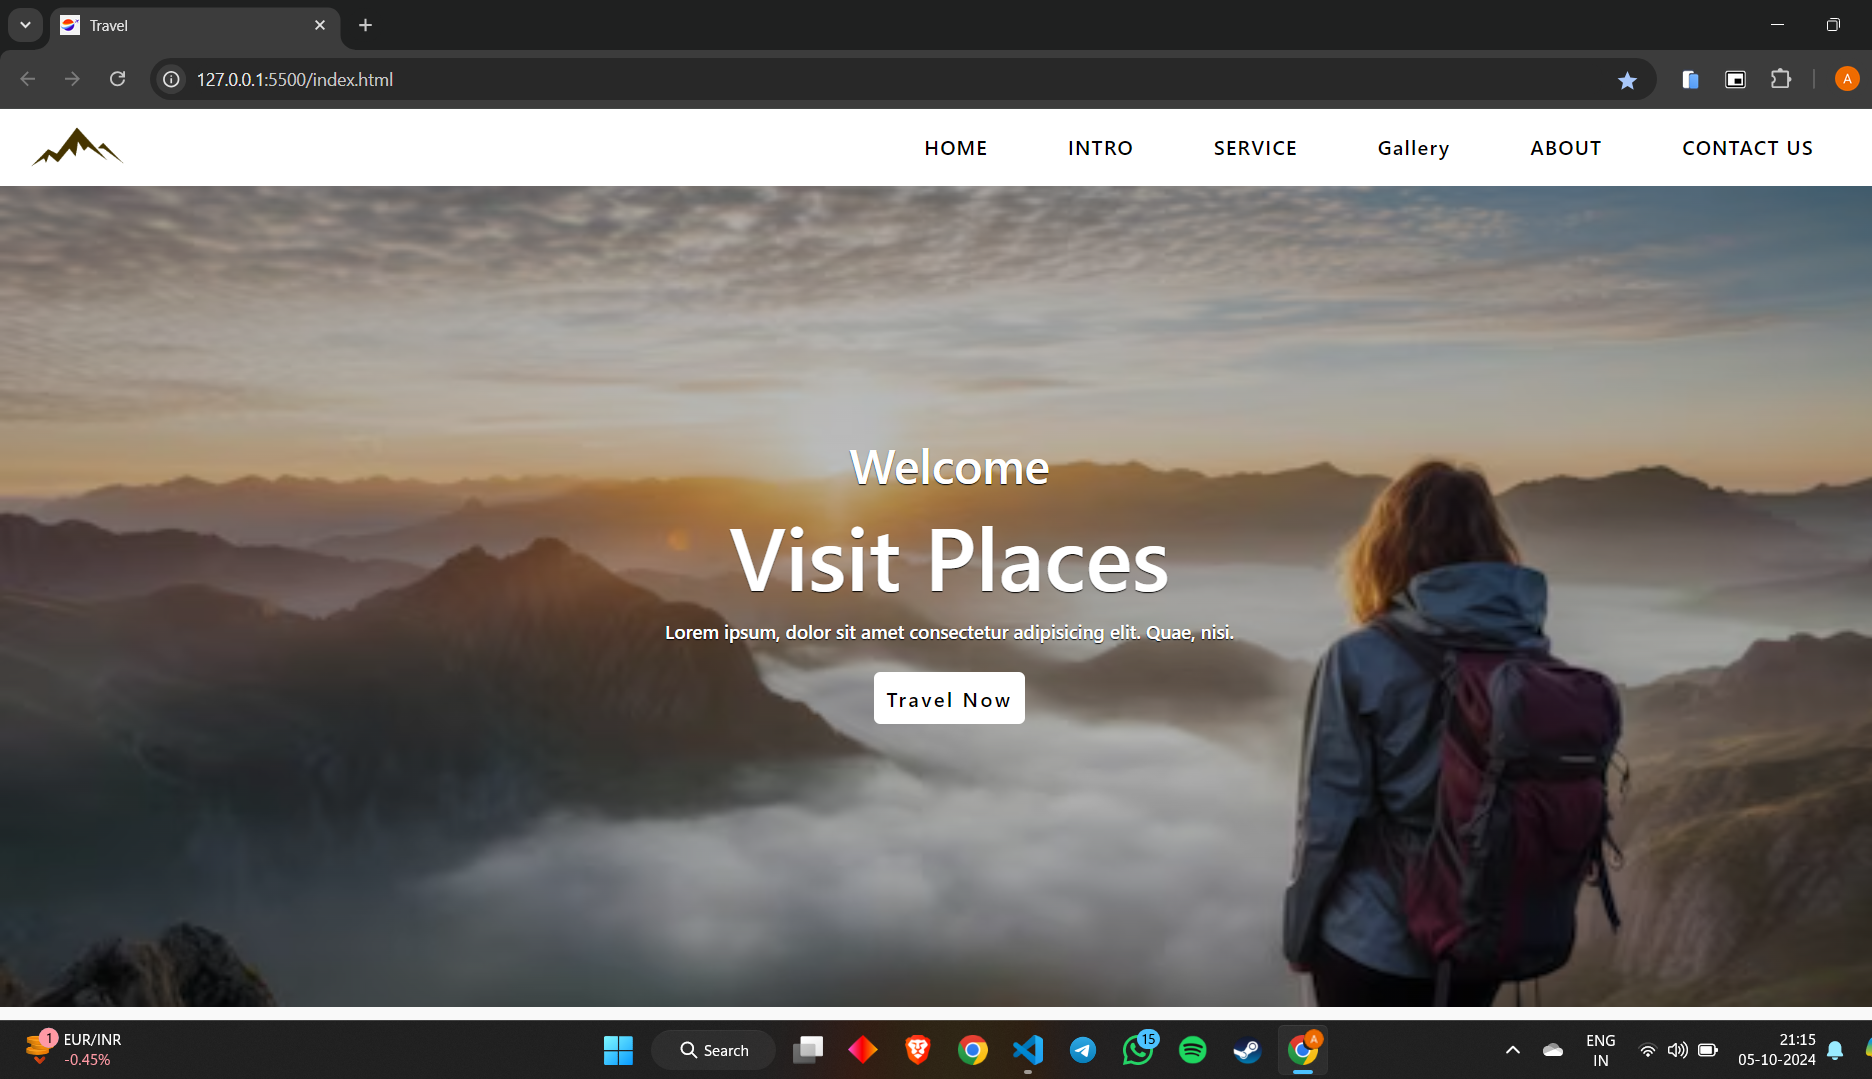 Travel
127.0.0.1:5500/index.html
A
HOME INTRO SERVICE Gallery ABOUT CONTACT US
Welcome
Visit Places
Lorem ipsum, dolor sit amet consectetur adipisicing elit. Quae, nisi.
Travel Now
1 EUR/INR
-0.45%
Search
15
A
ENG
IN
21:15
05-10-2024